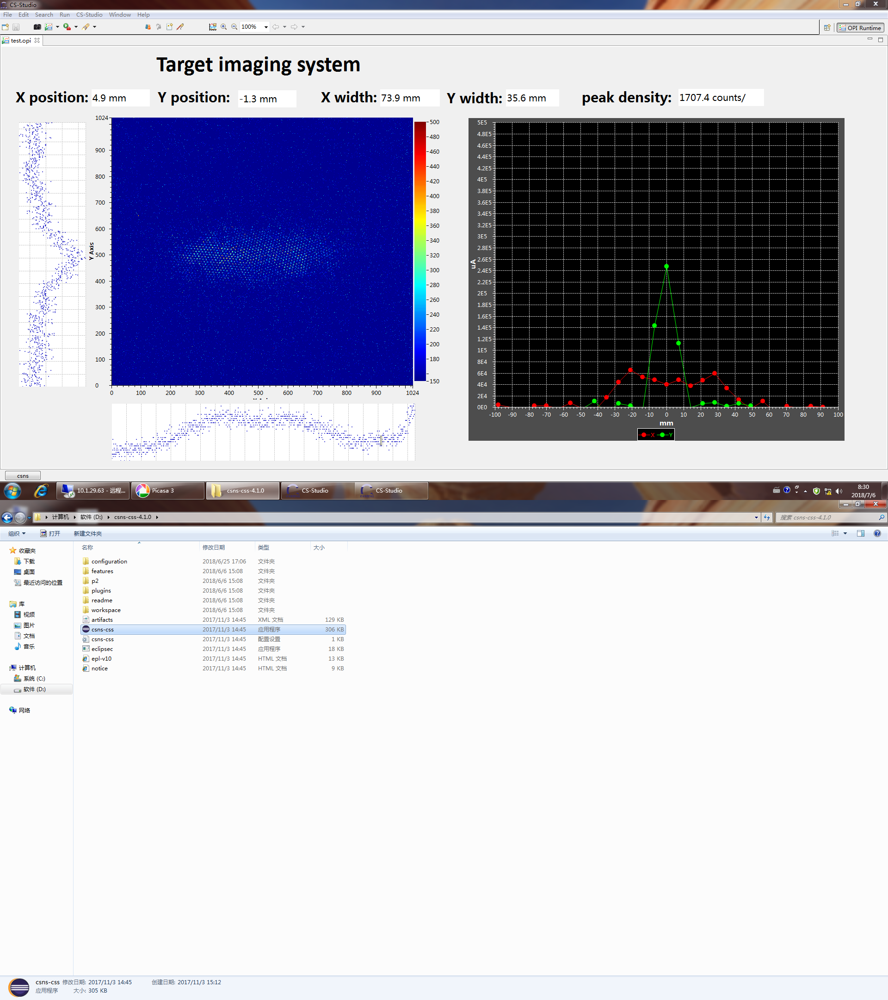 CS-Studio
File Edit Search Run CS-Studio Window Help
100%
OPI Runtime
test.opi
Target imaging system
X position: 4.9 mm Y position: -1.3 mm X width: 73.9 mm Y width: 35.6 mm peak density: 1707.4 counts/
1024
900
800
700
600
500
400
300
200
100
0
Y Axis
0 100 200 300 400 500 600 700 800 900 1024
500
480
460
440
420
400
380
360
340
320
300
280
260
240
220
200
180
150
5E5
4.8E5
4.6E5
4.4E5
4.2E5
4E5
3.8E5
3.6E5
3.4E5
3.2E5
3E5
2.8E5
2.6E5
2.4E5
2.2E5
2E5
1.8E5
1.6E5
1.4E5
1.2E5
1E5
8E4
6E4
4E4
2E4
0E0
uA
-100 -90 -80 -70 -60 -50 -40 -30 -20 -10 0 10 20 30 40 50 60 70 80 90 100
mm
X Y
csns
10.1.29.63 - 远程... Picasa 3 csns-css-4.1.0 CS-Studio CS-Studio
8:30
2018/7/6
计算机 软件 (D:) csns-css-4.1.0
搜索 csns-css-4.1.0
组织 打开 新建文件夹
收藏夹
下载
桌面
最近访问的位置
库
视频
图片
文档
音乐
计算机
系统 (C:)
软件 (D:)
网络
名称 修改日期 类型 大小
configuration 2018/6/25 17:06 文件夹
features 2018/6/6 15:08 文件夹
p2 2018/6/6 15:08 文件夹
plugins 2018/6/6 15:08 文件夹
readme 2018/6/6 15:08 文件夹
workspace 2018/6/6 15:08 文件夹
artifacts 2017/11/3 14:45 XML 文档 129 KB
csns-css 2017/11/3 14:45 应用程序 306 KB
csns-css 2017/11/3 14:45 配置设置 1 KB
eclipsec 2017/11/3 14:45 应用程序 18 KB
epl-v10 2017/11/3 14:45 HTML 文档 13 KB
notice 2017/11/3 14:45 HTML 文档 9 KB
csns-css 修改日期: 2017/11/3 14:45 创建日期: 2017/11/3 15:12
应用程序 大小: 305 KB